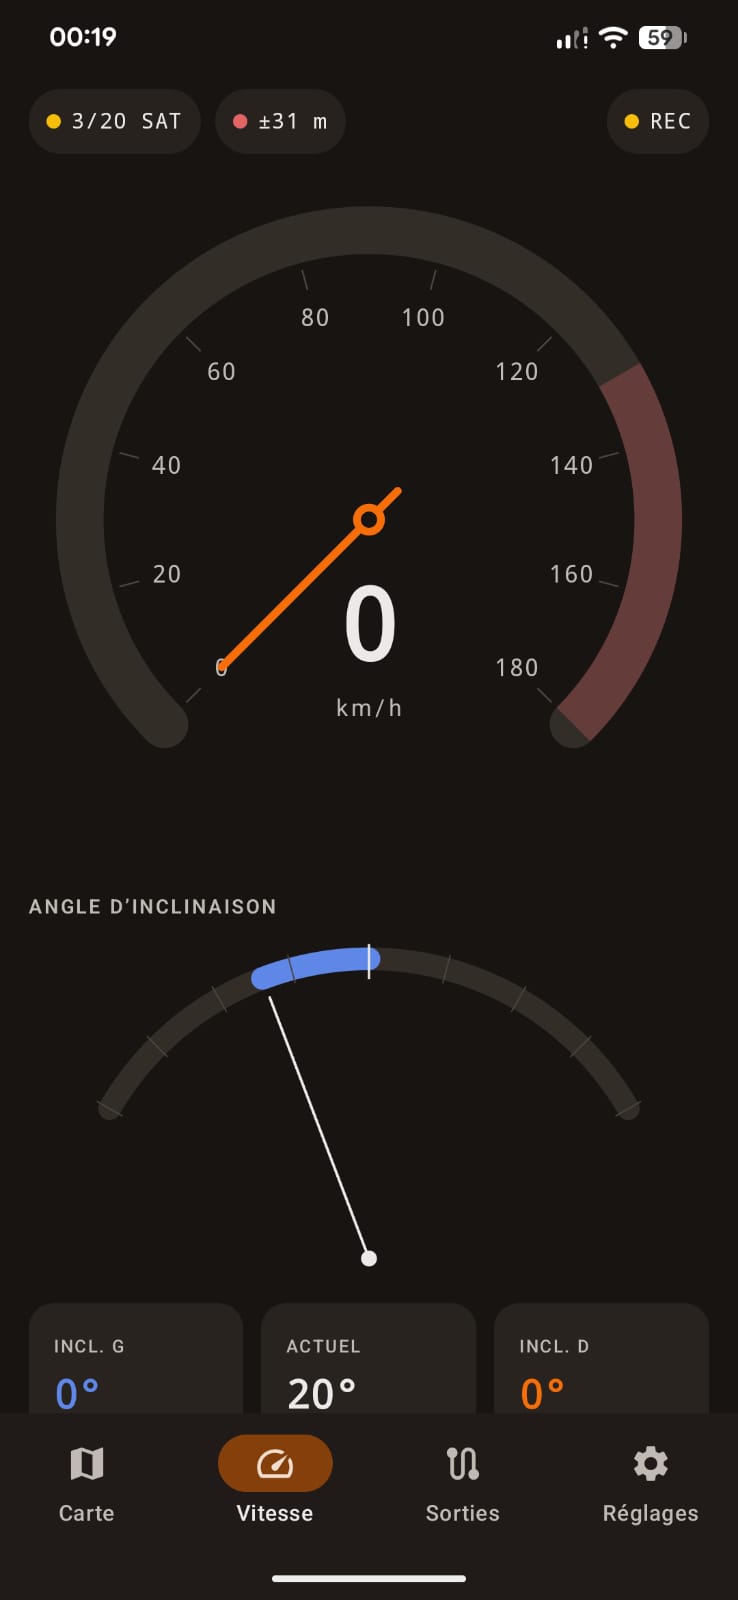 00:19
59
3/20 SAT
±31 m
REC
80
100
60
120
40
140
20
160
0
180
0
km/h
ANGLE D’INCLINAISON
INCL. G
ACTUEL
INCL. D
0°
20°
0°
Carte
Vitesse
Sorties
Réglages